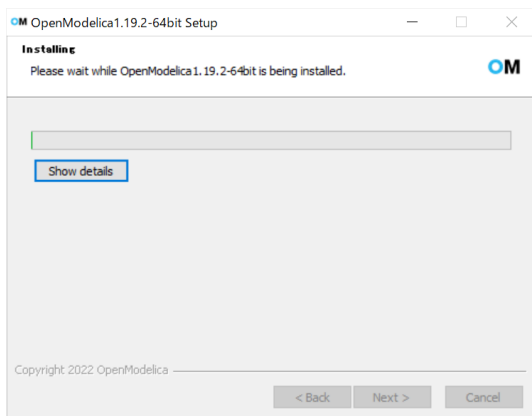 OM OpenModelica1.19.2-64bit Setup
Installing
Please wait while OpenModelica1.19.2-64bit is being installed.
OM
Show details
Copyright 2022 OpenModelica
< Back Next > Cancel